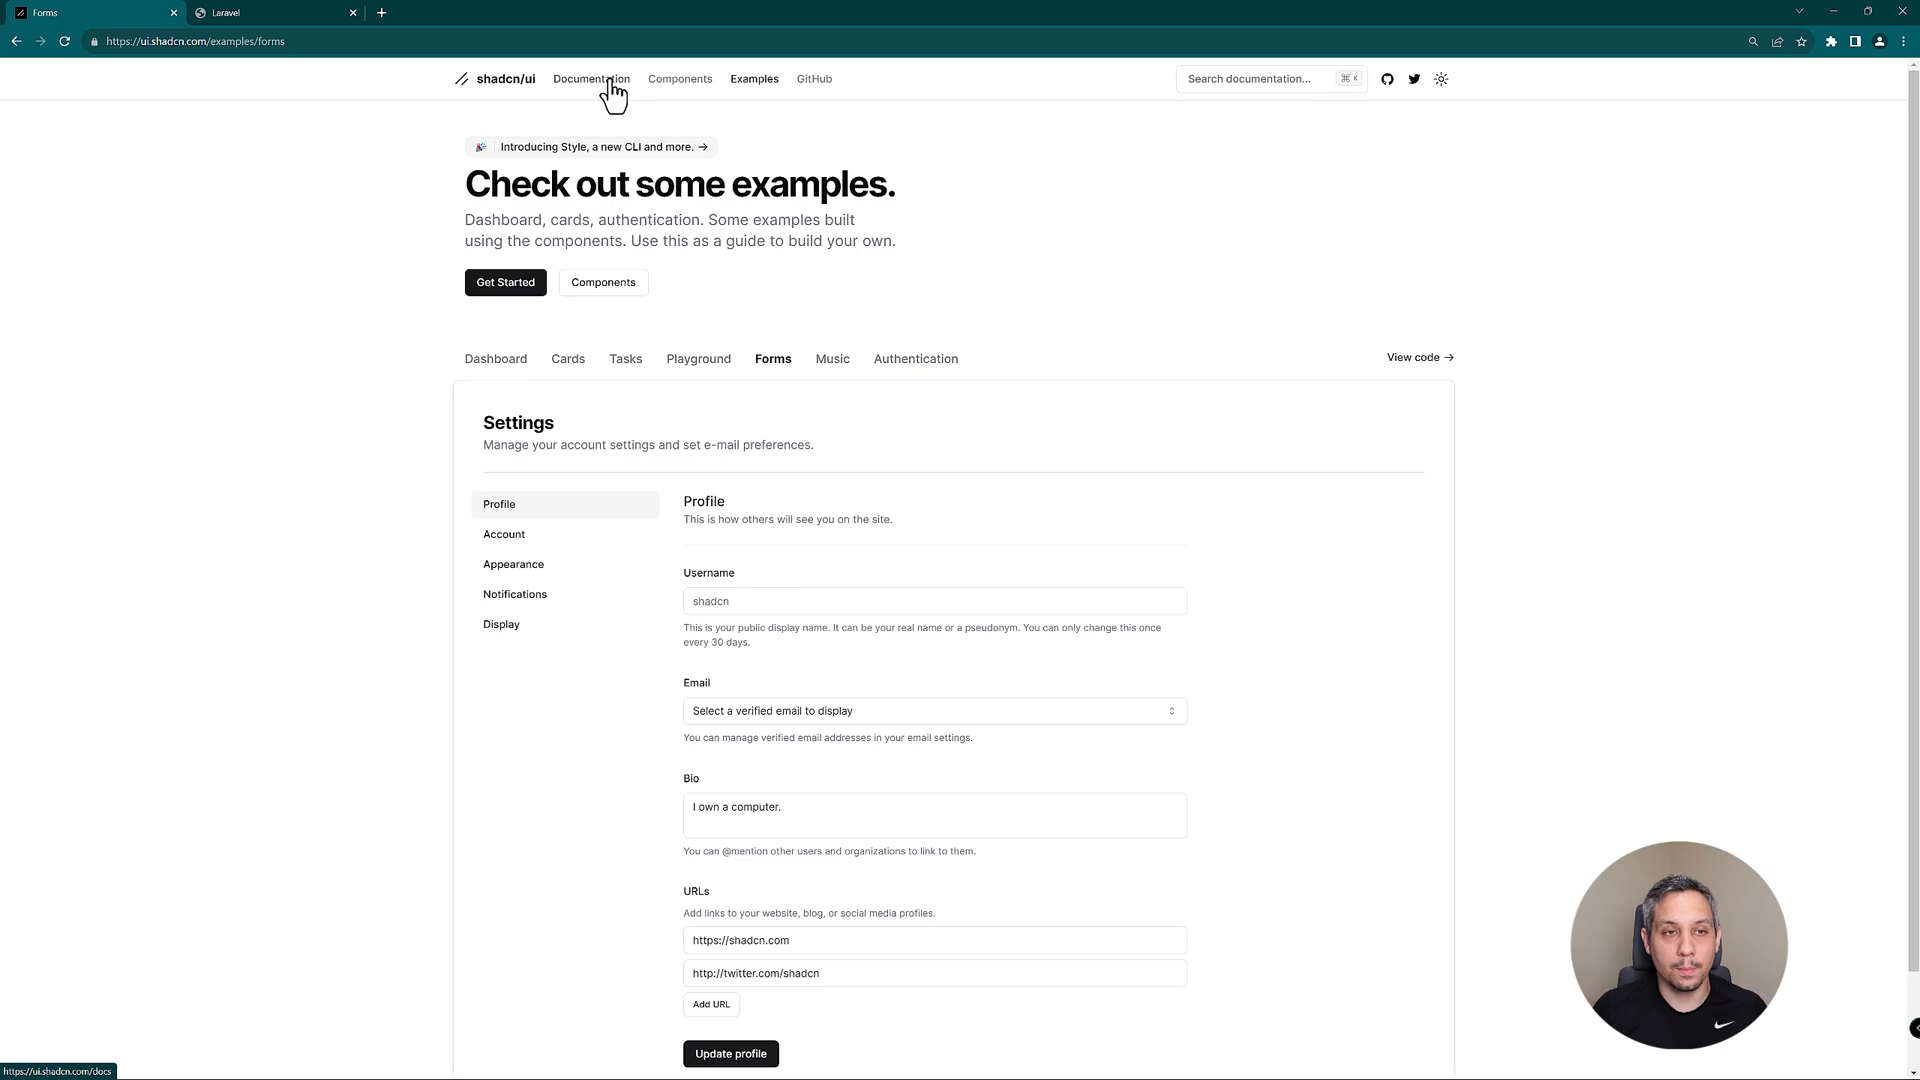 Forms
Laravel
https://ui.shadcn.com/examples/forms
shadcn/ui
Documentation
Components
Examples
GitHub
Search documentation...
⌘ K
Introducing Style, a new CLI and more. →
Check out some examples.
Dashboard, cards, authentication. Some examples built
using the components. Use this as a guide to build your own.
Get Started
Components
Dashboard
Cards
Tasks
Playground
Forms
Music
Authentication
View code →
Settings
Manage your account settings and set e-mail preferences.
Profile
Account
Appearance
Notifications
Display
Profile
This is how others will see you on the site.
Username
shadcn
This is your public display name. It can be your real name or a pseudonym. You can only change this once
every 30 days.
Email
Select a verified email to display
You can manage verified email addresses in your email settings.
Bio
I own a computer.
You can @mention other users and organizations to link to them.
URLs
Add links to your website, blog, or social media profiles.
https://shadcn.com
http://twitter.com/shadcn
Add URL
Update profile
https://ui.shadcn.com/docs